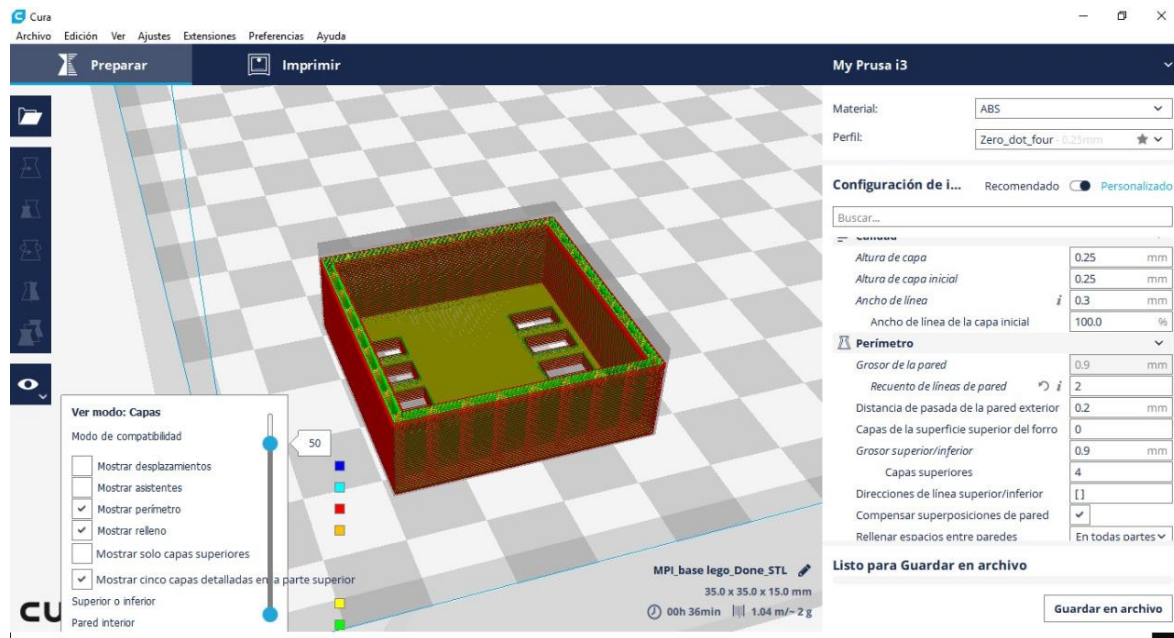 Cura
Archivo Edición Ver Ajustes Extensiones Preferencias Ayuda
Preparar
Imprimir
My Prusa i3
Material:
ABS
Perfil:
Zero_dot_four - 0.25mm
Configuración de i...
Recomendado
Personalizado
Buscar...
Calidad
Altura de capa 0.25 mm
Altura de capa inicial 0.25 mm
Ancho de línea i 0.3 mm
Ancho de línea de la capa inicial 100.0 %
Perímetro
Grosor de la pared 0.9 mm
Recuento de líneas de pared i 2
Distancia de pasada de la pared exterior 0.2 mm
Capas de la superficie superior del forro 0
Grosor superior/inferior 0.9 mm
Capas superiores 4
Direcciones de línea superior/inferior []
Compensar superposiciones de pared
Rellenar espacios entre paredes En todas partes
Listo para Guardar en archivo
Guardar en archivo
Ver modo: Capas
Modo de compatibilidad
50
Mostrar desplazamientos
Mostrar asistentes
Mostrar perímetro
Mostrar relleno
Mostrar solo capas superiores
Mostrar cinco capas detalladas en la parte superior
Superior o inferior
Pared interior
CU
MPI_base lego_Done_STL
35.0 x 35.0 x 15.0 mm
00h 36min 1.04 m/~ 2 g